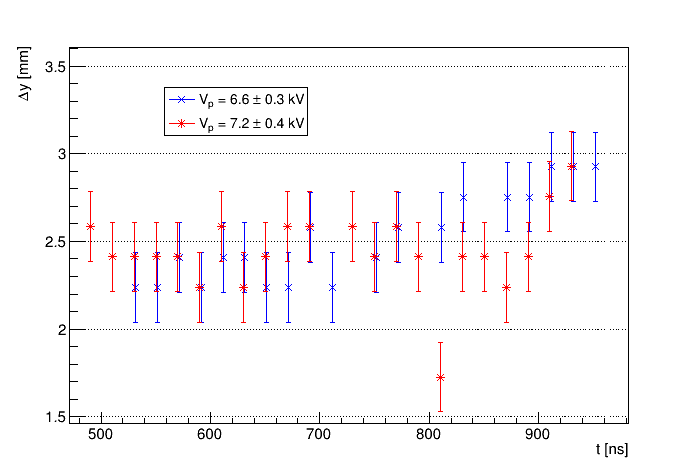 Δy [mm]
3.5
3
2.5
2
1.5
V_p = 6.6 ± 0.3 kV
V_p = 7.2 ± 0.4 kV
500 600 700 800 900
t [ns]